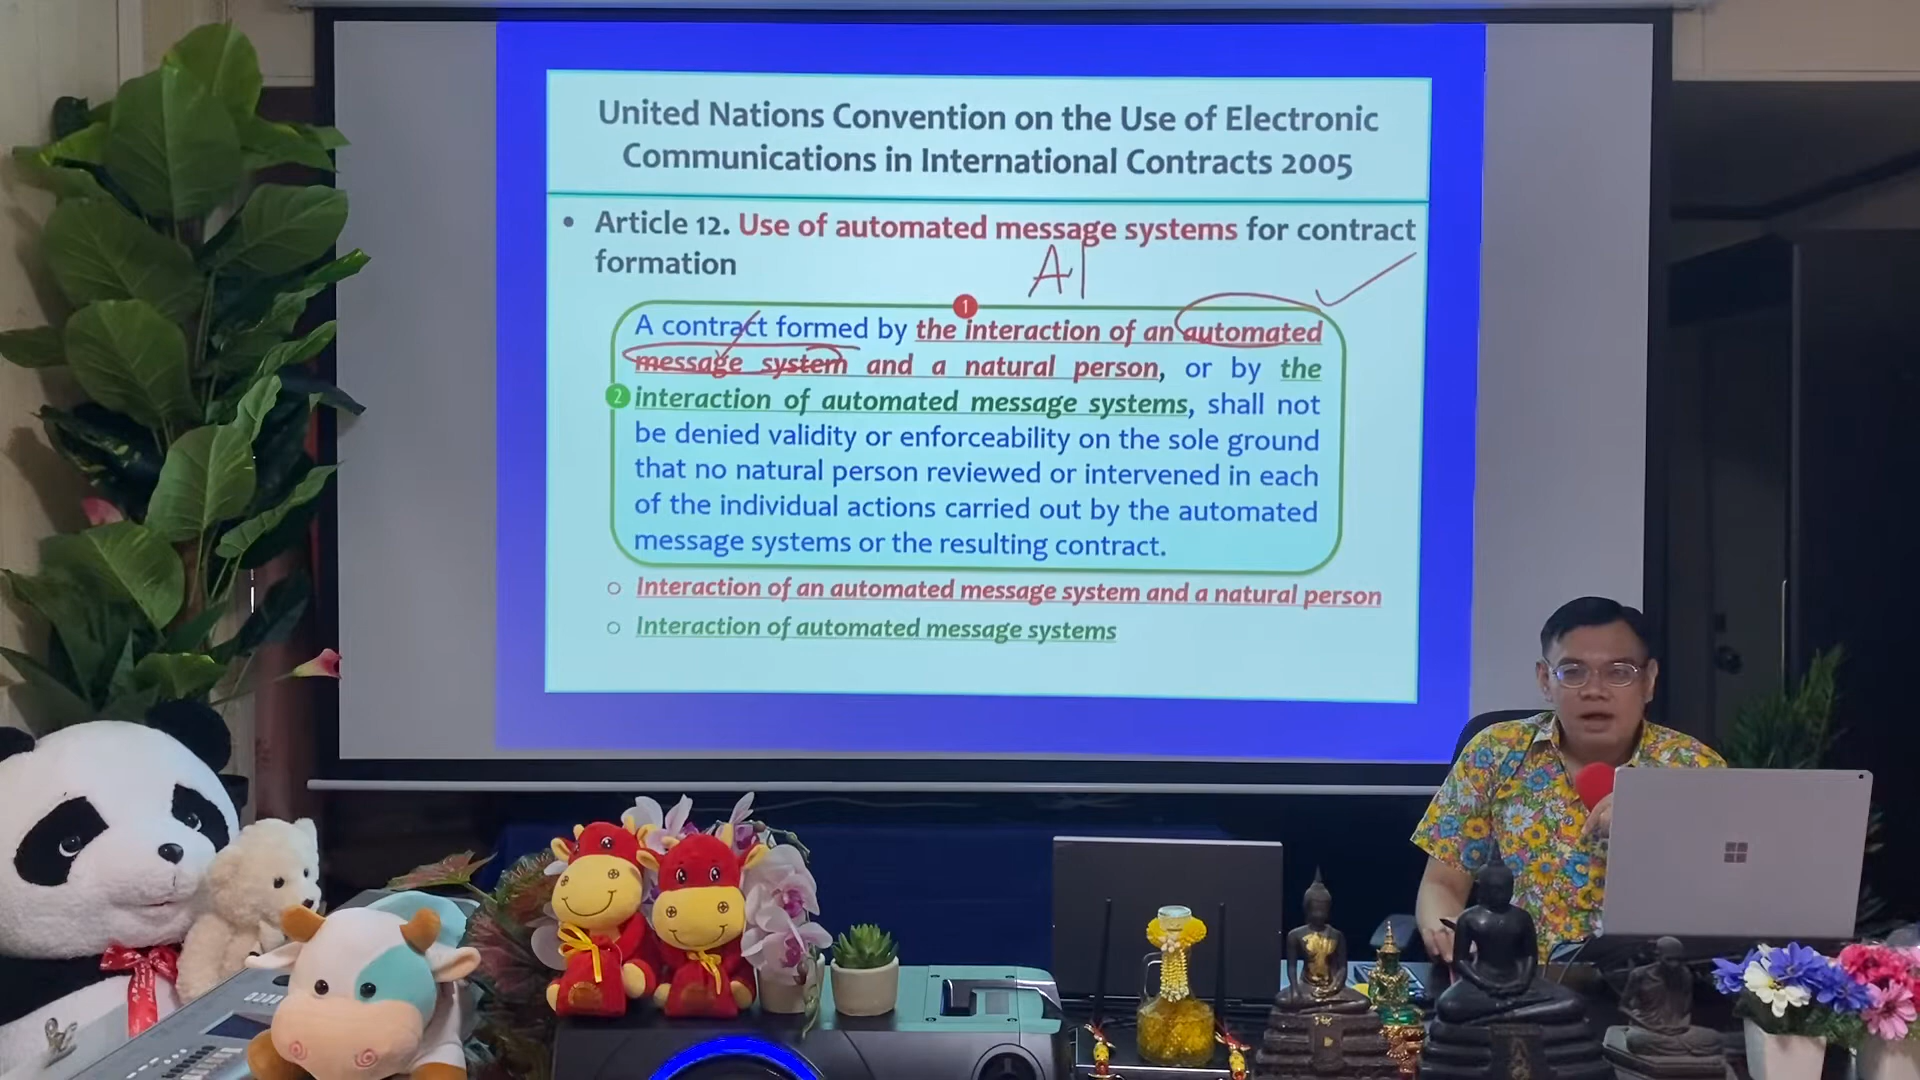 United Nations Convention on the Use of Electronic
Communications in International Contracts 2005
• Article 12. Use of automated message systems for contract
formation
AI
1
A contract formed by the interaction of an automated
message system and a natural person, or by the
2
interaction of automated message systems, shall not
be denied validity or enforceability on the sole ground
that no natural person reviewed or intervened in each
of the individual actions carried out by the automated
message systems or the resulting contract.
○ Interaction of an automated message system and a natural person
○ Interaction of automated message systems